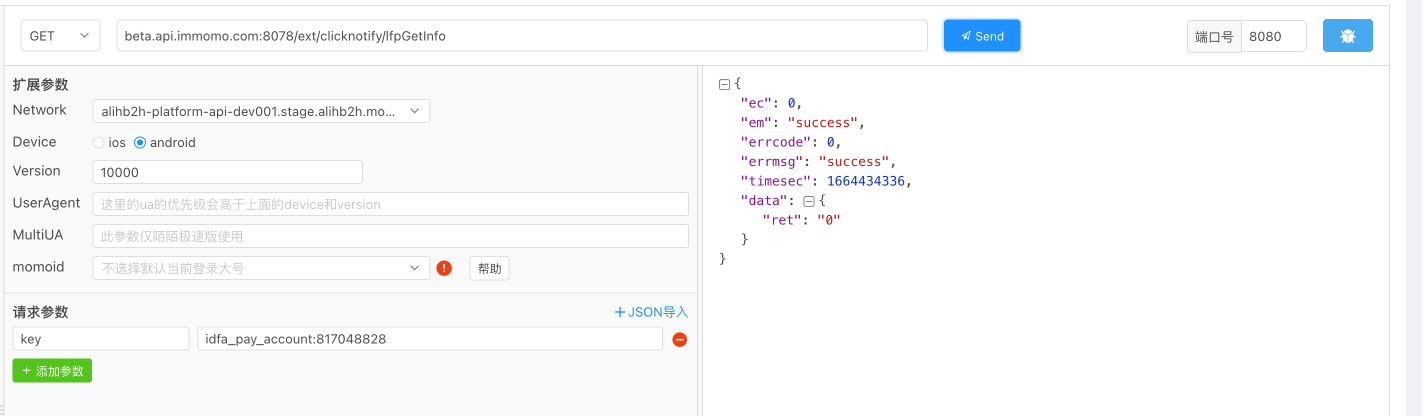 GET
beta.api.immomo.com:8078/ext/clicknotify/lfpGetInfo
Send
端口号
8080
扩展参数
Network
alihb2h-platform-api-dev001.stage.alihb2h.mo...
Device
ios
android
Version
10000
UserAgent
这里的ua的优先级会高于上面的device和version
MultiUA
此参数仅陌陌极速版使用
momoid
不选择默认当前登录大号
帮助
请求参数
+JSON导入
key
idfa_pay_account:817048828
+ 添加参数
{
"ec": 0,
"em": "success",
"errcode": 0,
"errmsg": "success",
"timesec": 1664434336,
"data": {
"ret": "0"
}
}